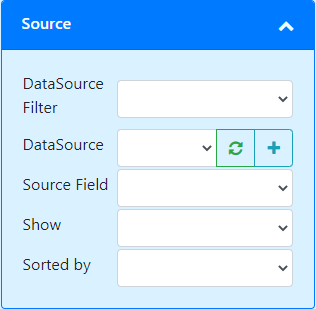 Source
DataSource
Filter
DataSource
Source Field
Show
Sorted by